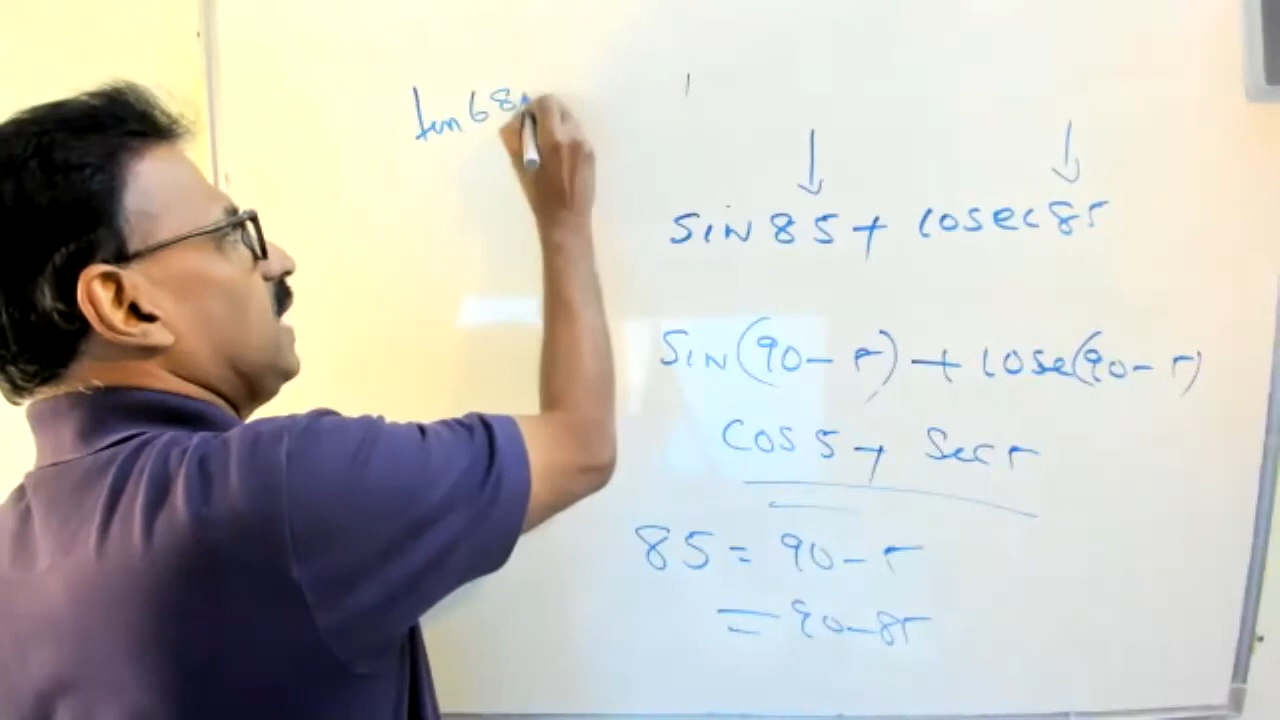 tan 68
sin 85 + cosec 85
sin (90 - 5) + cose (90 - 5)
cos 5 + sec 5
85 = 90 - 5
= 90 - 85